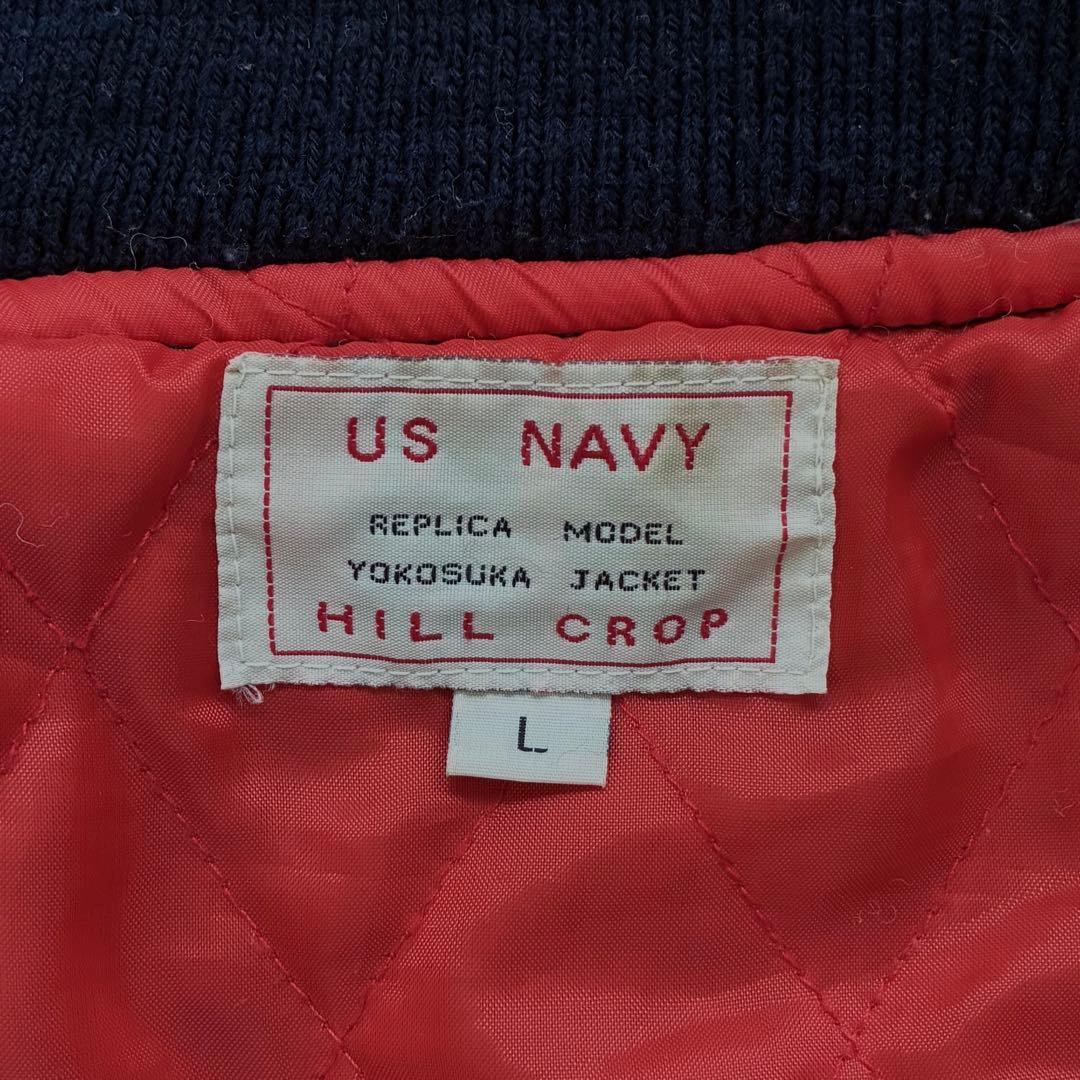 US NAVY
REPLICA MODEL
YOKOSUKA JACKET
HILL CROP
L